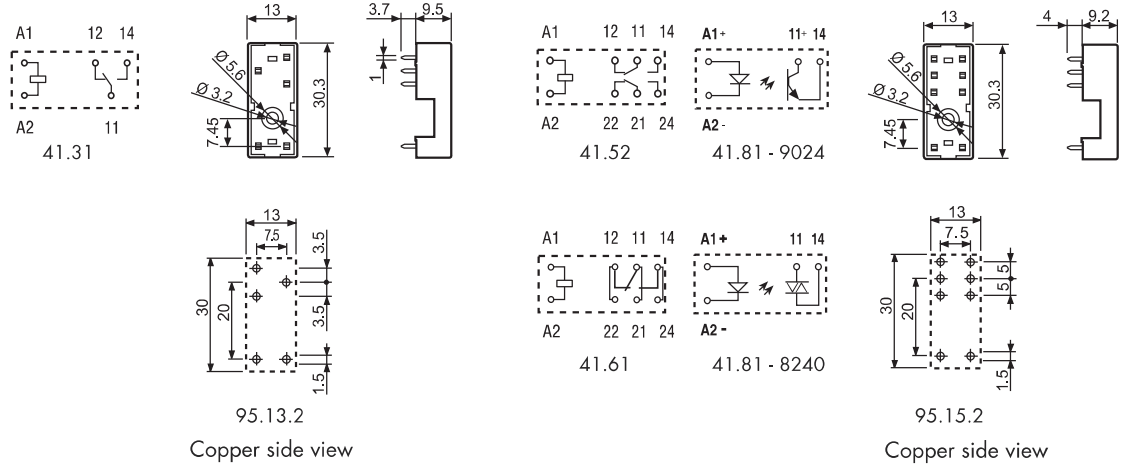 A1 12 14
A2 11
41.31
13
Ø 5.6
Ø 3.2
7.45
30.3
3.7 9.5
1
A1 12 11 14
A2 22 21 24
41.52
A1+ 11+ 14
A2-
41.81 - 9024
13
Ø 5.6
Ø 3.2
7.45
30.3
4 9.2
13
7.5
3.5
30
20
3.5
1.5
95.13.2
Copper side view
A1 12 11 14
A2 22 21 24
41.61
A1+ 11 14
A2 -
41.81 - 8240
13
7.5
5
5
30
20
1.5
95.15.2
Copper side view